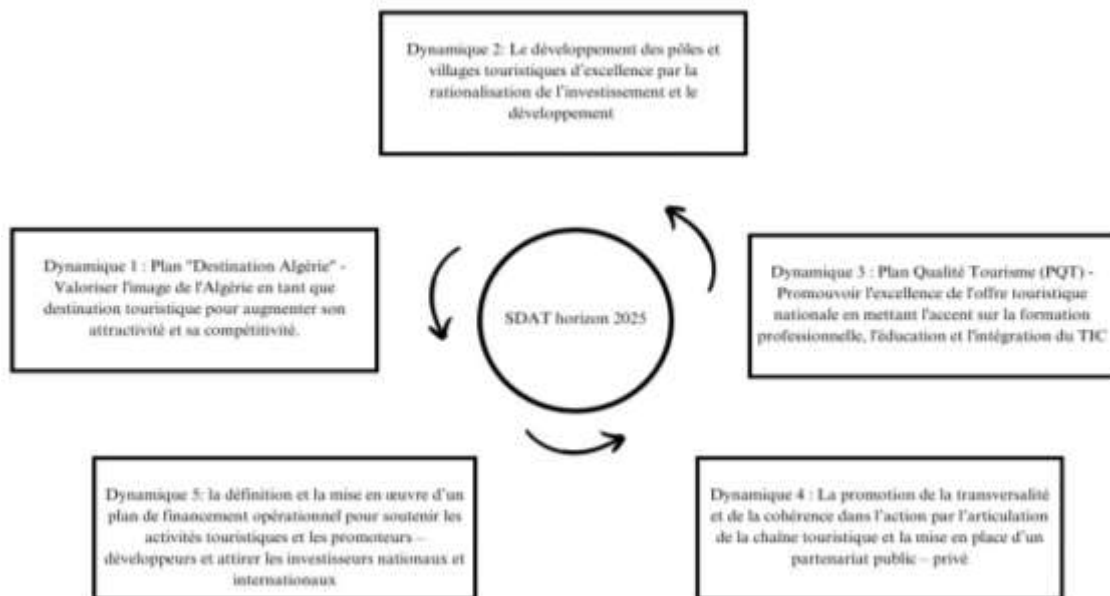 Dynamique 2: Le développement des pôles et
villages touristiques d'excellence par la
rationalisation de l'investissement et le
développement
Dynamique 1 : Plan "Destination Algérie" -
Valoriser l'image de l'Algérie en tant que
destination touristique pour augmenter son
attractivité et sa compétitivité.
SDAT horizon 2025
Dynamique 3 : Plan Qualité Tourisme (PQT) -
Promouvoir l'excellence de l'offre touristique
nationale en mettant l'accent sur la formation
professionnelle, l'éducation et l'intégration du TIC
Dynamique 5: la définition et la mise en œuvre d'un
plan de financement opérationnel pour soutenir les
activités touristiques et les promoteurs –
développeurs et attirer les investisseurs nationaux et
internationaux
Dynamique 4 : La promotion de la transversalité
et de la cohérence dans l'action par l'articulation
de la chaîne touristique et la mise en place d'un
partenariat public – privé